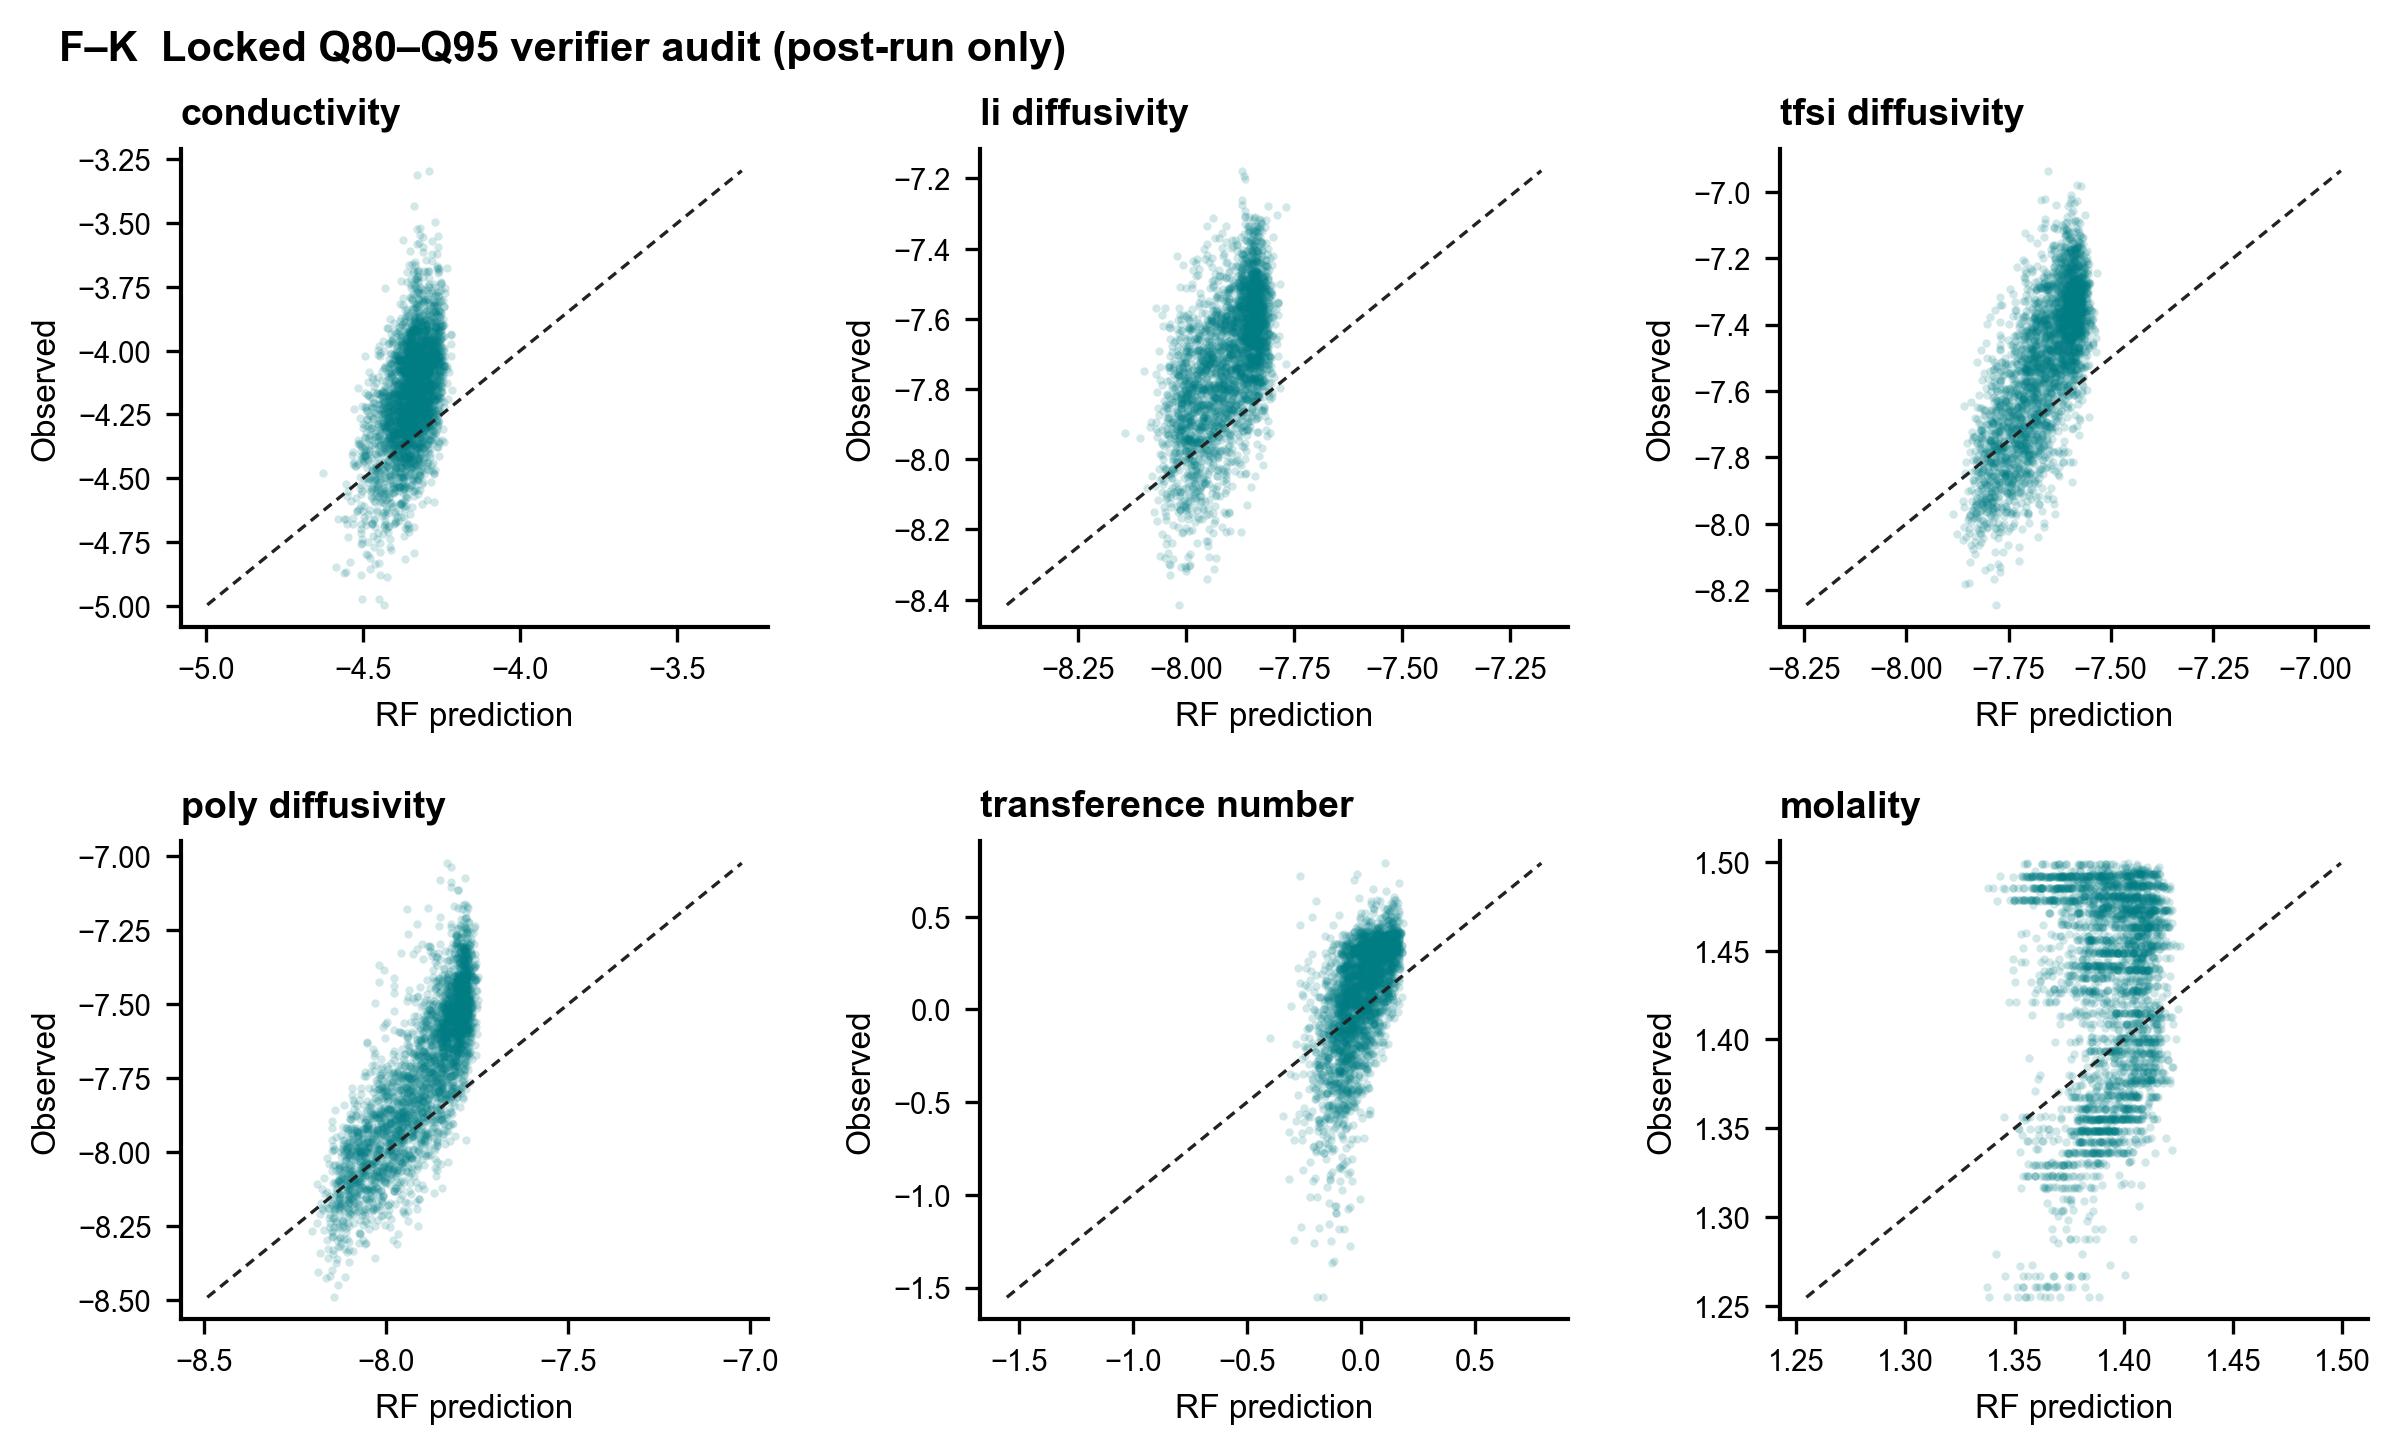 F–K  Locked Q80–Q95 verifier audit (post-run only)
conductivity
−3.25
−3.50
−3.75
−4.00
−4.25
−4.50
−4.75
−5.00
Observed
−5.0 −4.5 −4.0 −3.5
RF prediction
li diffusivity
−7.2
−7.4
−7.6
−7.8
−8.0
−8.2
−8.4
Observed
−8.25 −8.00 −7.75 −7.50 −7.25
RF prediction
tfsi diffusivity
−7.0
−7.2
−7.4
−7.6
−7.8
−8.0
−8.2
Observed
−8.25 −8.00 −7.75 −7.50 −7.25 −7.00
RF prediction
poly diffusivity
−7.00
−7.25
−7.50
−7.75
−8.00
−8.25
−8.50
Observed
−8.5 −8.0 −7.5 −7.0
RF prediction
transference number
0.5
0.0
−0.5
−1.0
−1.5
Observed
−1.5 −1.0 −0.5 0.0 0.5
RF prediction
molality
1.50
1.45
1.40
1.35
1.30
1.25
Observed
1.25 1.30 1.35 1.40 1.45 1.50
RF prediction